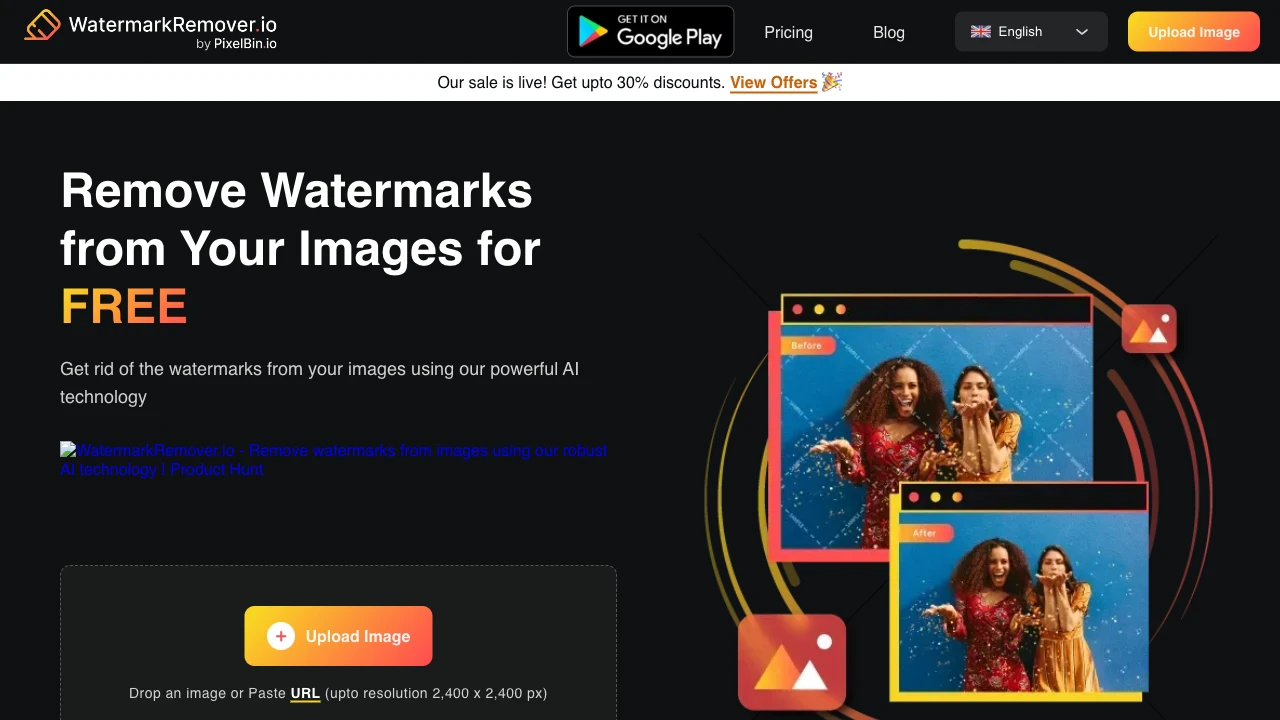 WatermarkRemover.io
by PixelBin.io
GET IT ON
Google Play
Pricing
Blog
English
Upload Image
Our sale is live! Get upto 30% discounts. View Offers
Remove Watermarks
from Your Images for
FREE
Get rid of the watermarks from your images using our powerful AI
technology
WatermarkRemover.io - Remove watermarks from images using our robust
AI technology | Product Hunt
Before
After
Upload Image
Drop an image or Paste URL (upto resolution 2,400 x 2,400 px)